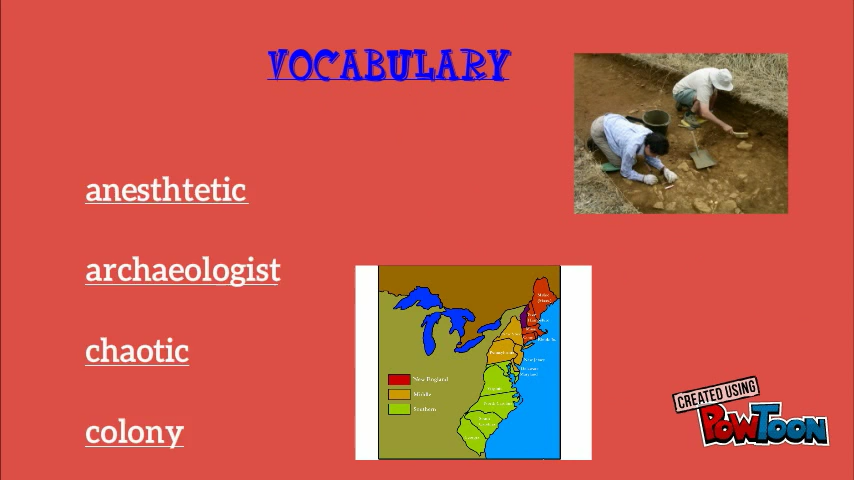 VOCABULARY
anesthtetic
archaeologist
chaotic
colony
New England
Middle
Southern
CREATED USING
POWTOON